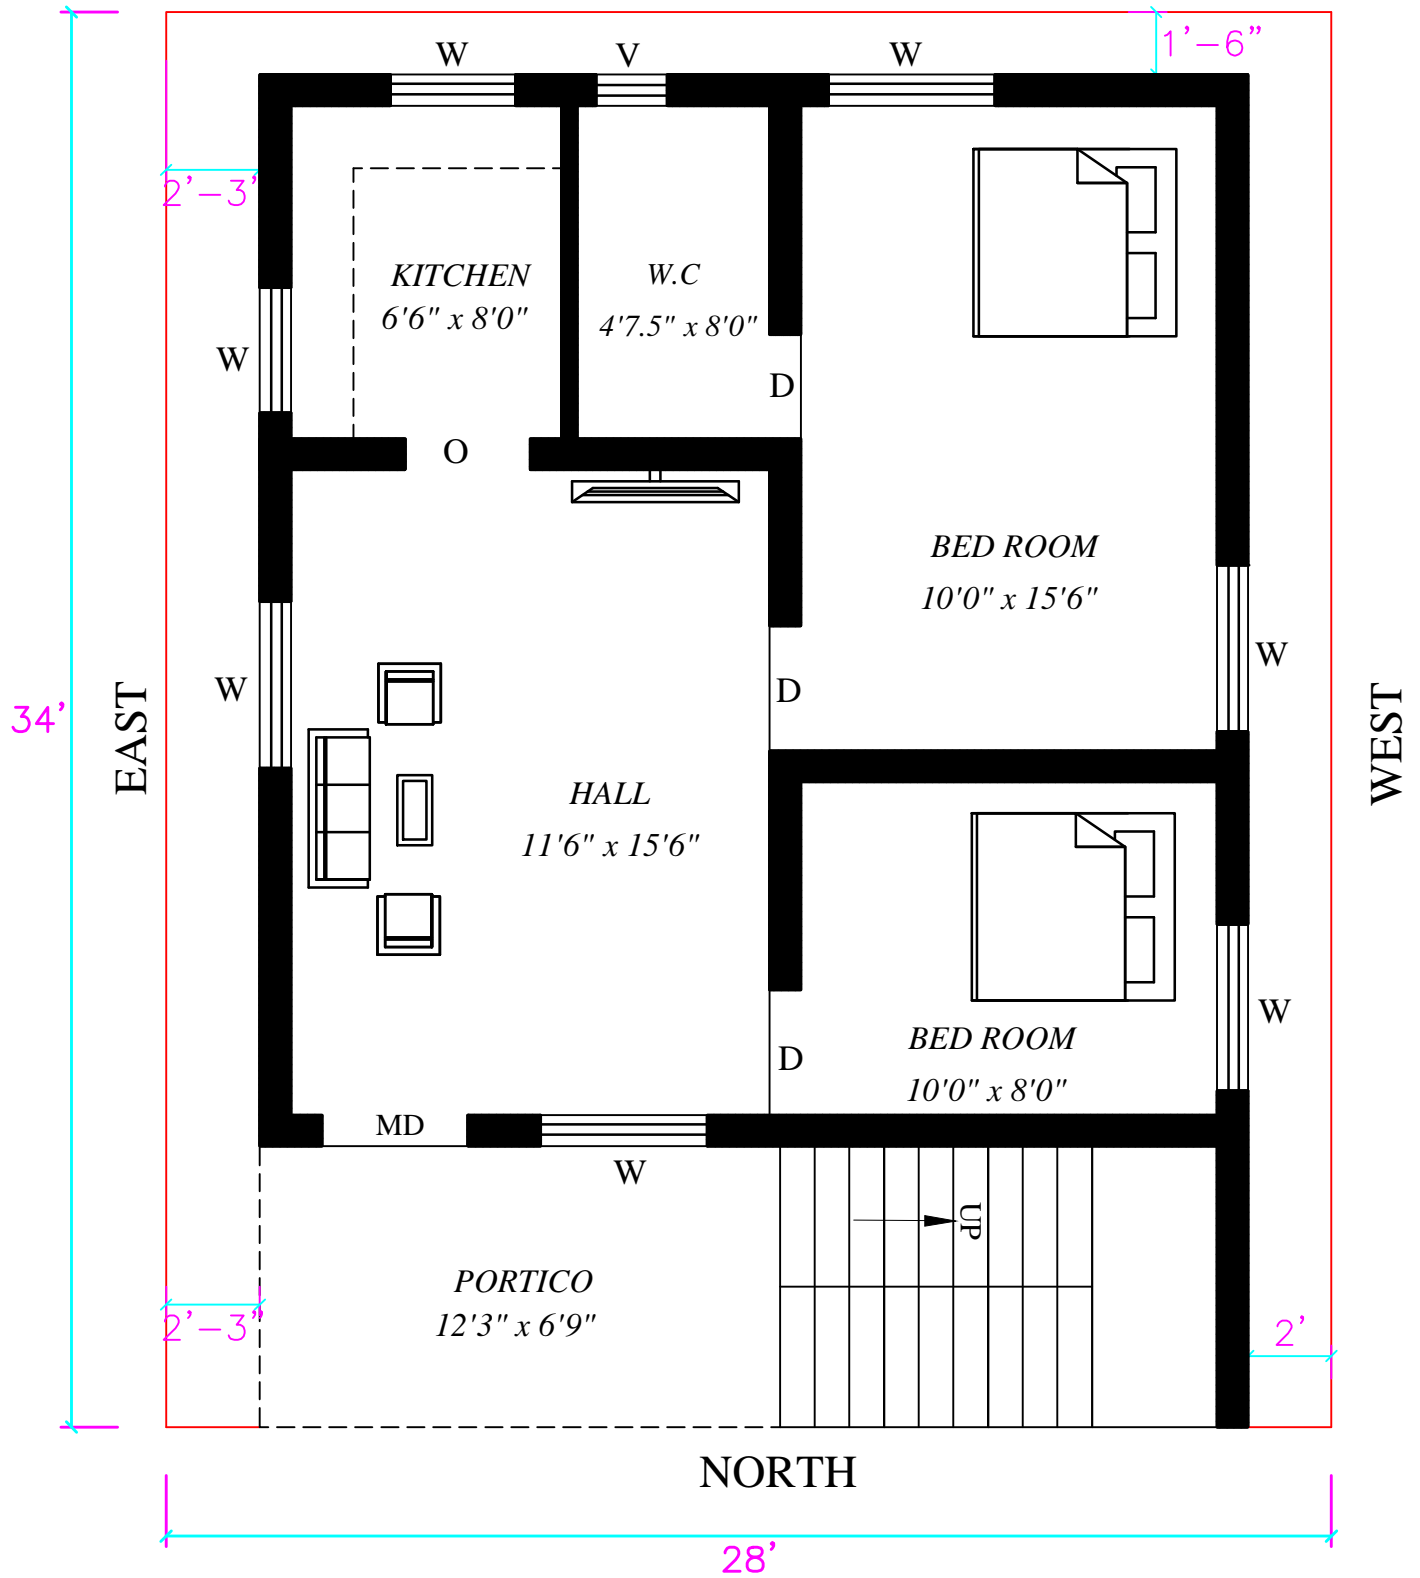 W
V
W
1'-6"
2'-3'
KITCHEN
6'6" x 8'0"
W.C
4'7.5" x 8'0"
W
D
O
BED ROOM
10'0" x 15'6"
W
D
W
34'
EAST
WEST
HALL
11'6" x 15'6"
W
BED ROOM
10'0" x 8'0"
D
MD
W
UP
PORTICO
12'3" x 6'9"
2'-3"
2'
NORTH
28'